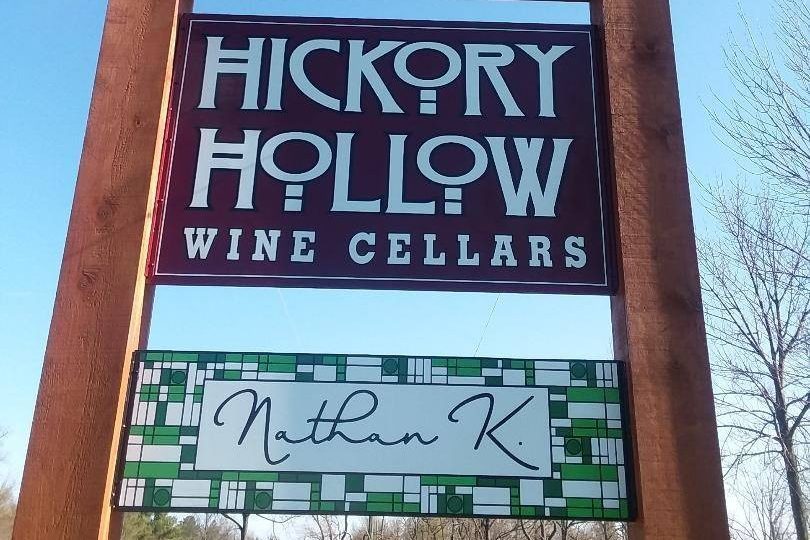 HICKORY
HOLLOW
WINE CELLARS
Nathan K.